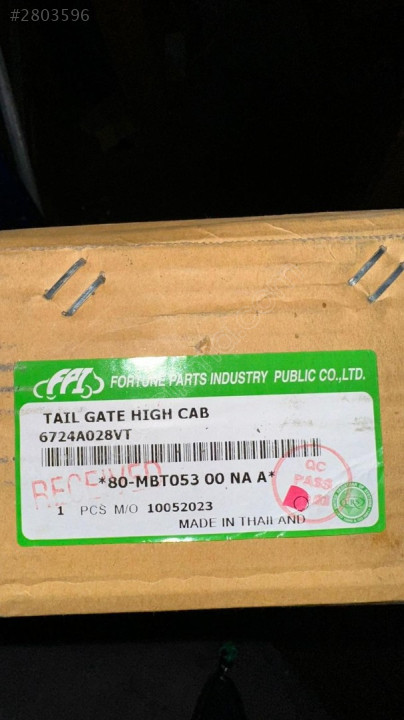 #2803596
FPI FORTUNE PARTS INDUSTRY PUBLIC CO.,LTD.
TAIL GATE HIGH CAB
6724A028VT
RECEIVED
*80-MBT053 00 NA A*
QC
PASS
1 PCS M/O 10052023
MADE IN THAILAND